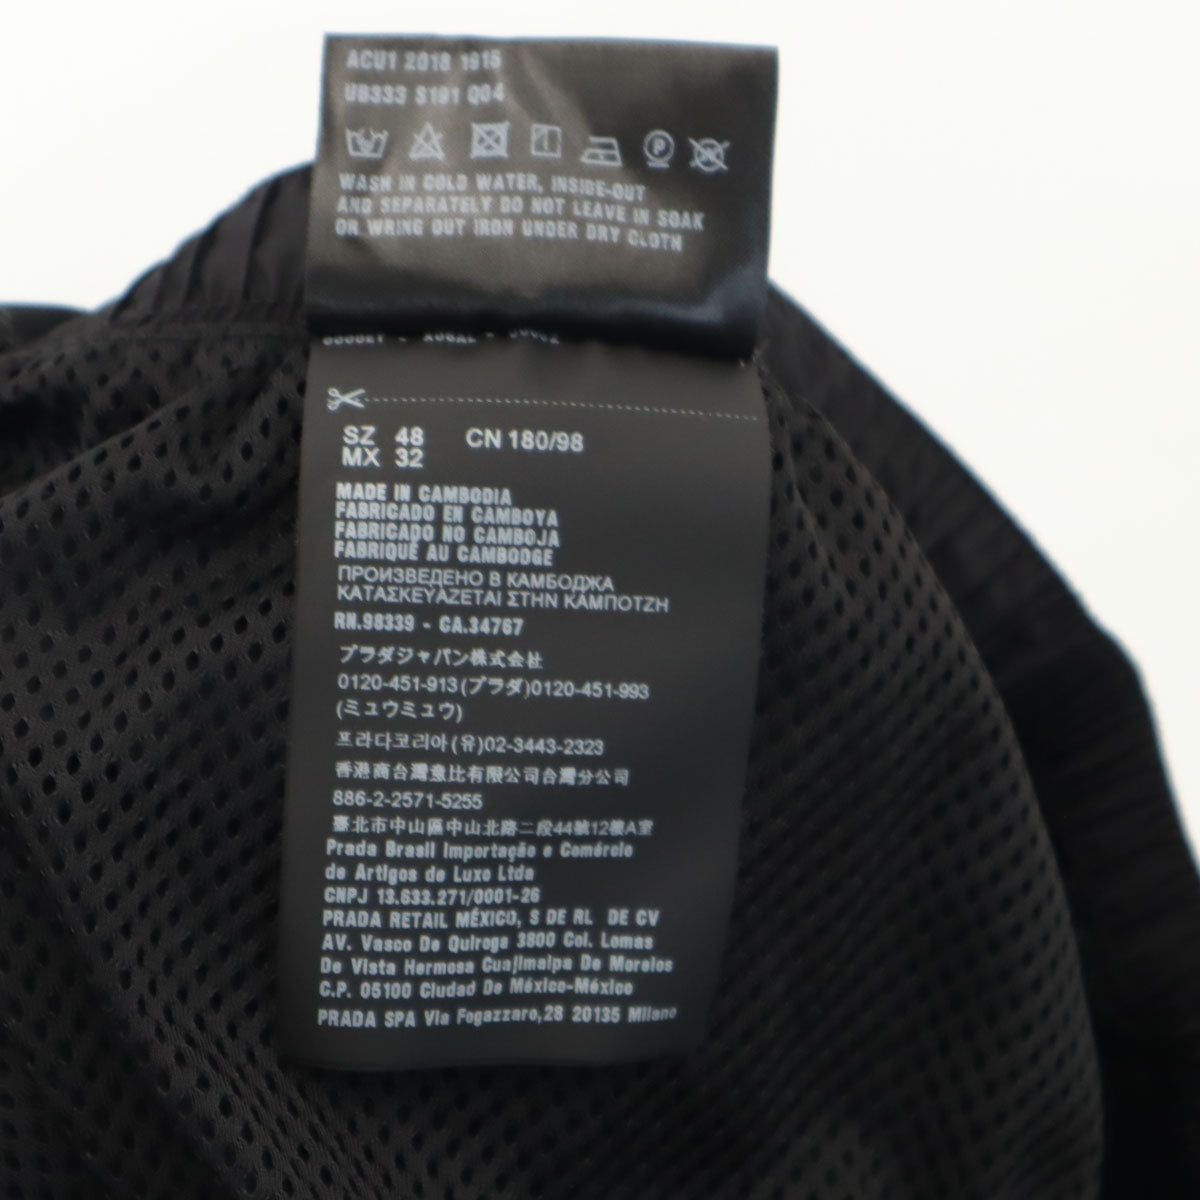 ACU1 2018 1915
UB333 S191 Q04
WASH IN COLD WATER, INSIDE-OUT
AND SEPARATELY DO NOT LEAVE IN SOAK
OR WRING OUT IRON UNDER DRY CLOTH
SZ 48 CN 180/98
MX 32
MADE IN CAMBODIA
FABRICADO EN CAMBOYA
FABRICADO NO CAMBOJA
FABRIQUÉ AU CAMBODGE
ПРОИЗВЕДЕНО В КАМБОДЖА
ΚΑΤΑΣΚΕΥΑΖΕΤΑΙ ΣΤΗΝ ΚΑΜΠΟΤΖΗ
RN.98339 - CA.34767
プラダジャパン株式会社
0120-451-913(プラダ)0120-451-993
(ミュウミュウ)
프라다코리아(유)02-3443-2323
香港商台灣意比有限公司台灣分公司
886-2-2571-5255
臺北市中山區中山北路二段44號12樓A室
Prada Brasil Importação e Comércio
de Artigos de Luxo Ltda
CNPJ 13.633.271/0001-26
PRADA RETAIL MÉXICO, S DE RL DE CV
AV. Vasco De Quiroga 3800 Col. Lomas
De Vista Hermosa Cuajimalpa De Morelos
C.P. 05100 Ciudad De México-México
PRADA SPA Via Fogazzaro,28 20135 Milano